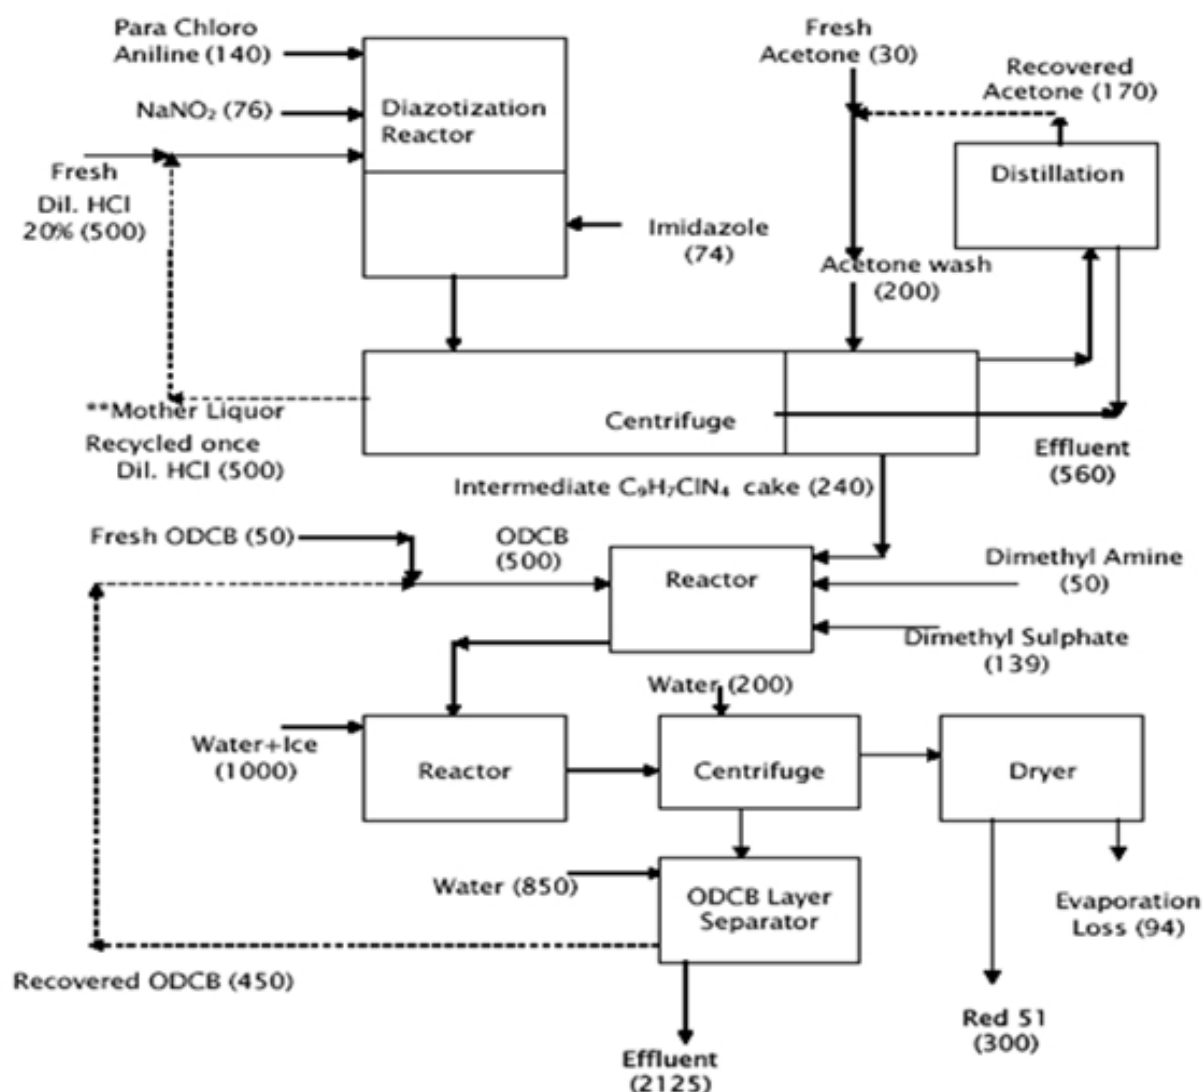 Para Chloro
Aniline (140)
Fresh
Acetone (30)
Recovered
Acetone (170)
NaNO₂ (76)
Diazotization
Reactor
Distillation
Fresh
Dil. HCl
20% (500)
Imidazole
(74)
Acetone wash
(200)
**Mother Liquor
Recycled once
Dil. HCl (500)
Centrifuge
Effluent
(560)
Intermediate C₉H₇ClN₄ cake (240)
Fresh ODCB (50)
ODCB
(500)
Reactor
Dimethyl Amine
(50)
Dimethyl Sulphate
(139)
Water (200)
Water+Ice
(1000)
Reactor
Centrifuge
Dryer
Water (850)
ODCB Layer
Separator
Evaporation
Loss (94)
Recovered ODCB (450)
Red 51
(300)
Effluent
(2125)